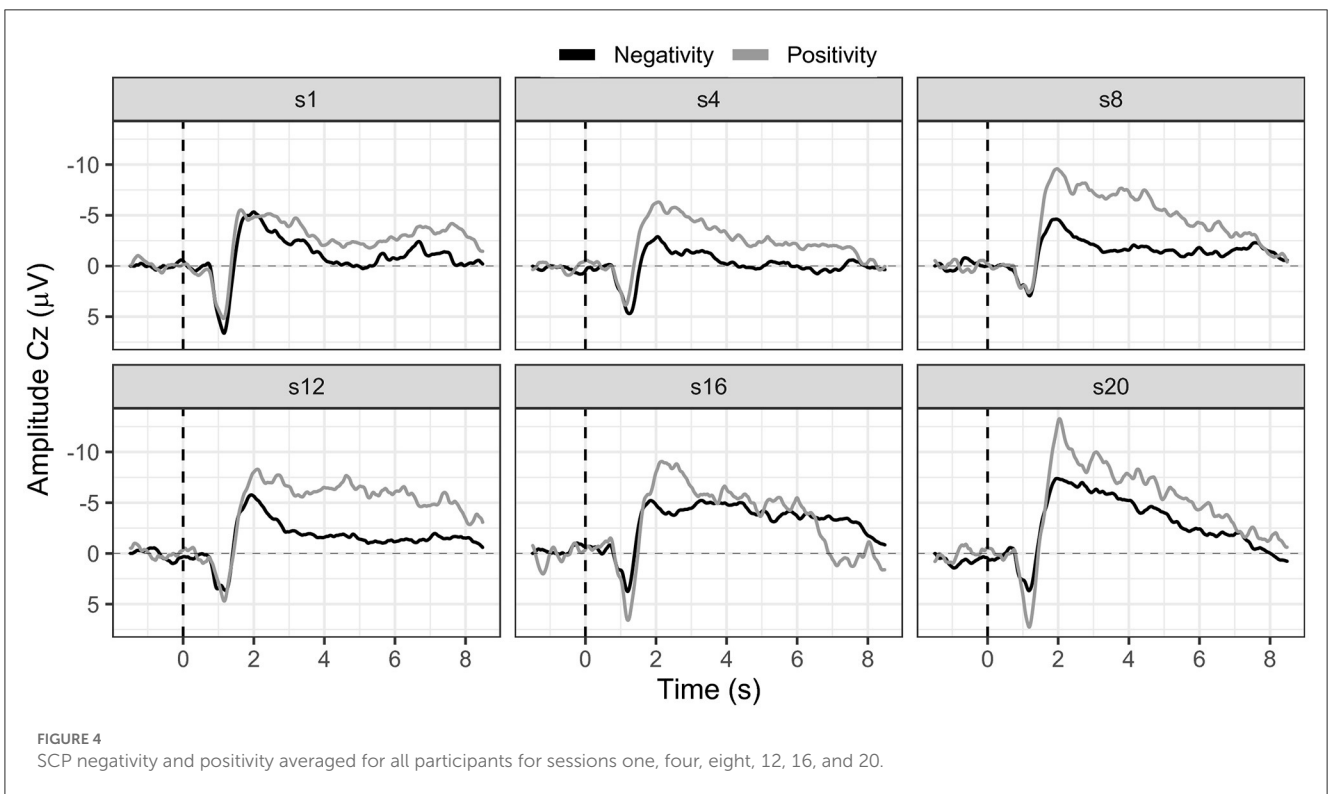 Negativity Positivity
s1 s4 s8
-10
-5
0
5
s12 s16 s20
-10
-5
0
5
Amplitude Cz (μV)
0 2 4 6 8 0 2 4 6 8 0 2 4 6 8
Time (s)
FIGURE 4
SCP negativity and positivity averaged for all participants for sessions one, four, eight, 12, 16, and 20.